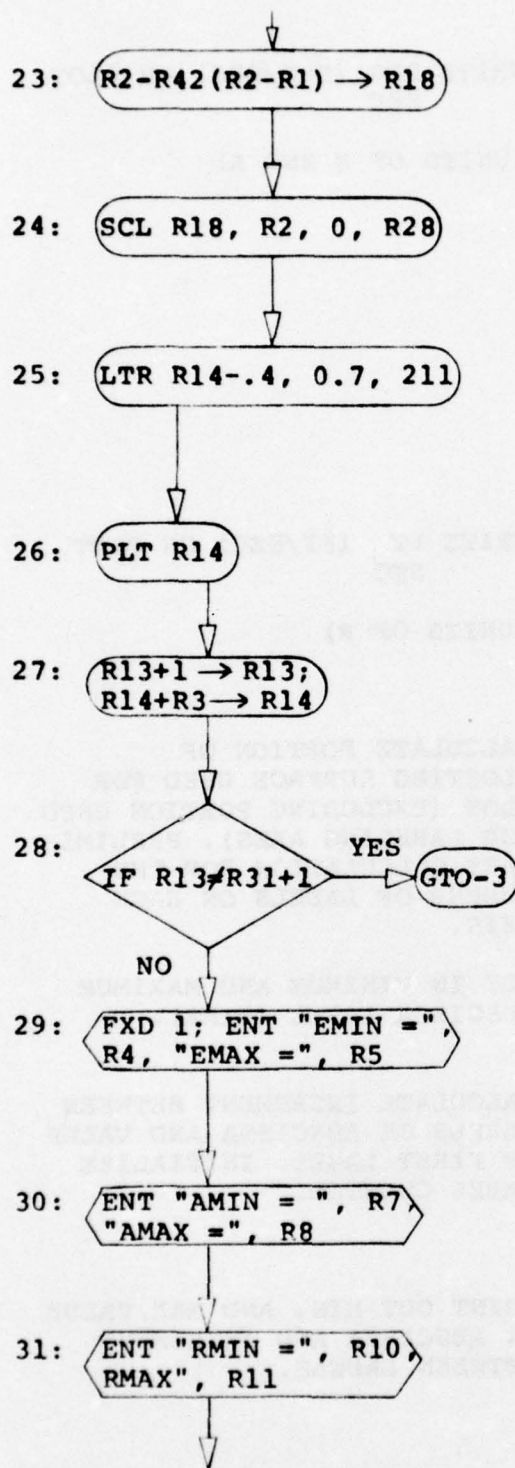 23: R2-R42(R2-R1) → R18
24: SCL R18, R2, 0, R28
25: LTR R14-.4, 0.7, 211
26: PLT R14
27: R13+1 → R13;
R14+R3 → R14
28: IF R13≠R31+1
YES
GTO-3
NO
29: FXD 1; ENT "EMIN =",
R4, "EMAX =", R5
30: ENT "AMIN = ", R7,
"AMAX =", R8
31: ENT "RMIN =", R10,
RMAX", R11